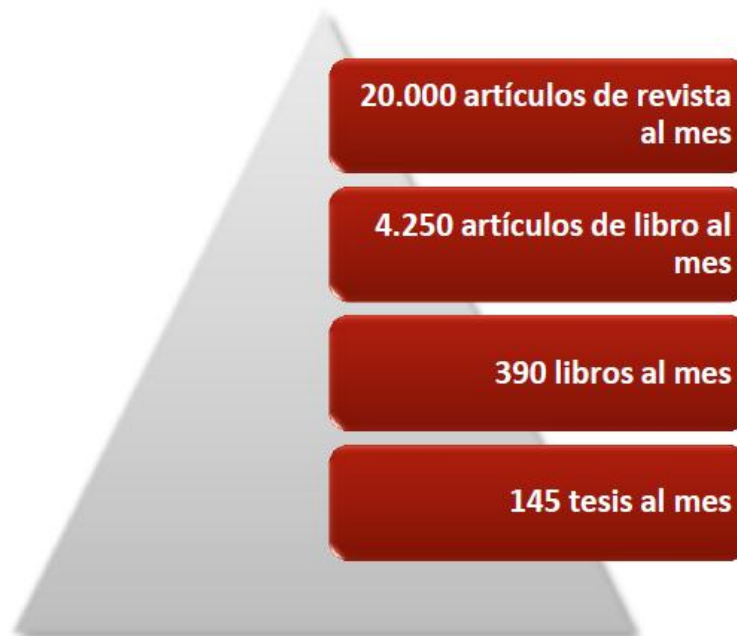 20.000 artículos de revista
al mes
4.250 artículos de libro al
mes
390 libros al mes
145 tesis al mes